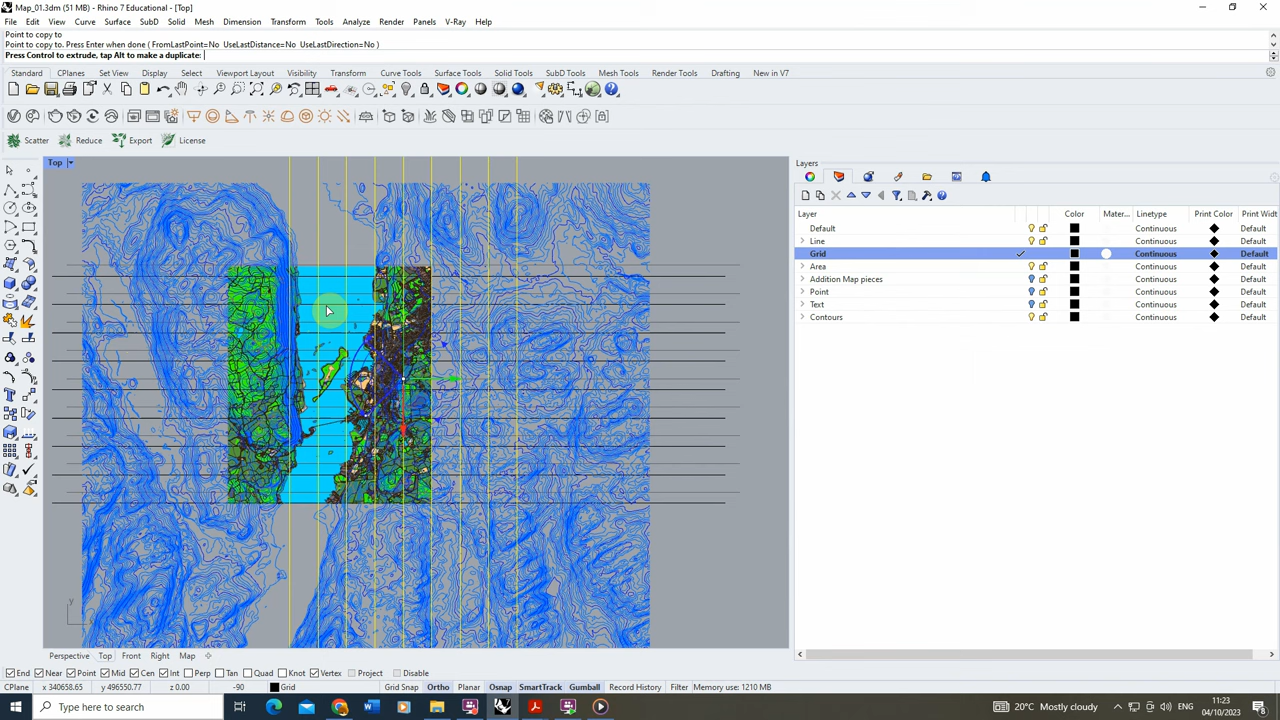 Map_01.3dm (51 MB) - Rhino 7 Educational - [Top]
File Edit View Curve Surface SubD Solid Mesh Dimension Transform Tools Analyze Render Panels V-Ray Help
Point to copy to
Point to copy to. Press Enter when done ( FromLastPoint=No UseLastDistance=No UseLastDirection=No )
Press Control to extrude, tap Alt to make a duplicate:
Standard CPlanes Set View Display Select Viewport Layout Visibility Transform Curve Tools Surface Tools Solid Tools SubD Tools Mesh Tools Render Tools Drafting New in V7
Scatter Reduce Export License
Top
Layers
Layer Color Mater... Linetype Print Color Print Widt
Default Continuous Default
Line Continuous Default
Grid Continuous Default
Area Continuous Default
Addition Map pieces Continuous Default
Point Continuous Default
Text Continuous Default
Contours Continuous Default
y
Perspective Top Front Right Map
End Near Point Mid Cen Int Perp Tan Quad Knot Vertex Project Disable
CPlane x 340658.65 y 496550.77 z 0.00 -90 Grid Grid Snap Ortho Planar Osnap SmartTrack Gumball Record History Filter Memory use: 1210 MB
Type here to search
20°C Mostly cloudy
11:23
04/10/2023